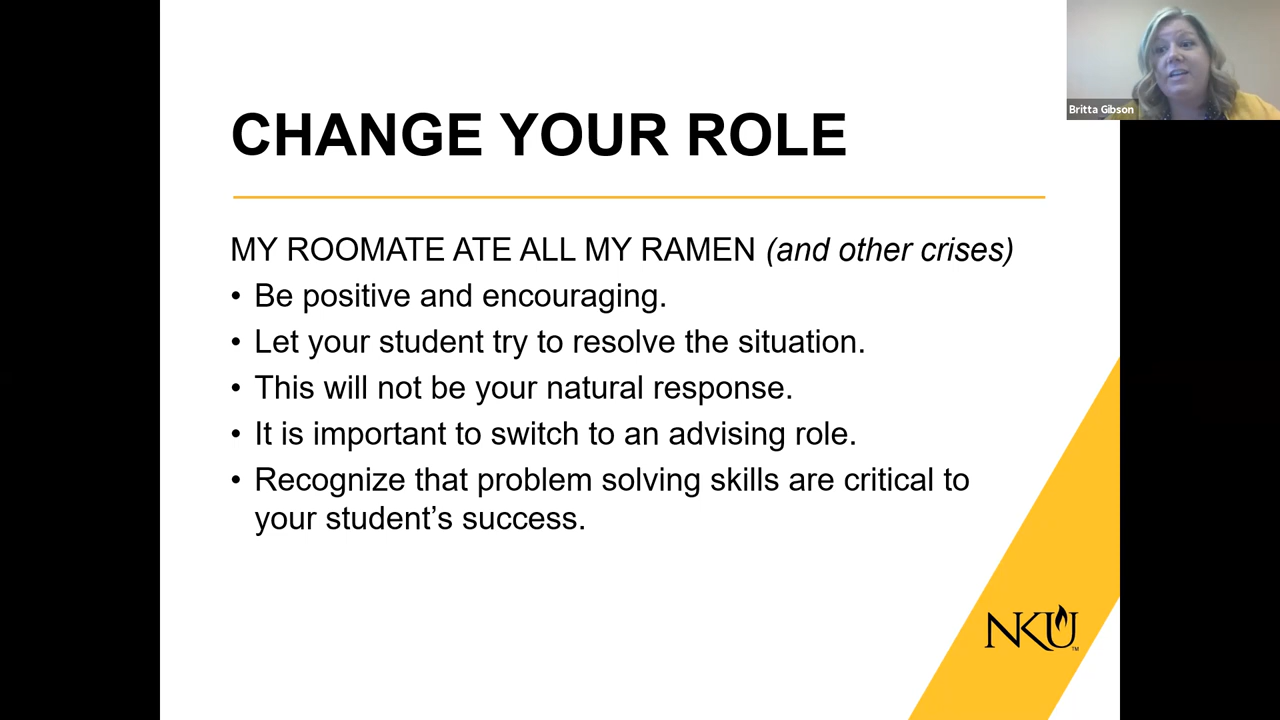 Britta Gibson
CHANGE YOUR ROLE
MY ROOMATE ATE ALL MY RAMEN (and other crises)
• Be positive and encouraging.
• Let your student try to resolve the situation.
• This will not be your natural response.
• It is important to switch to an advising role.
• Recognize that problem solving skills are critical to
your student’s success.
NKU™